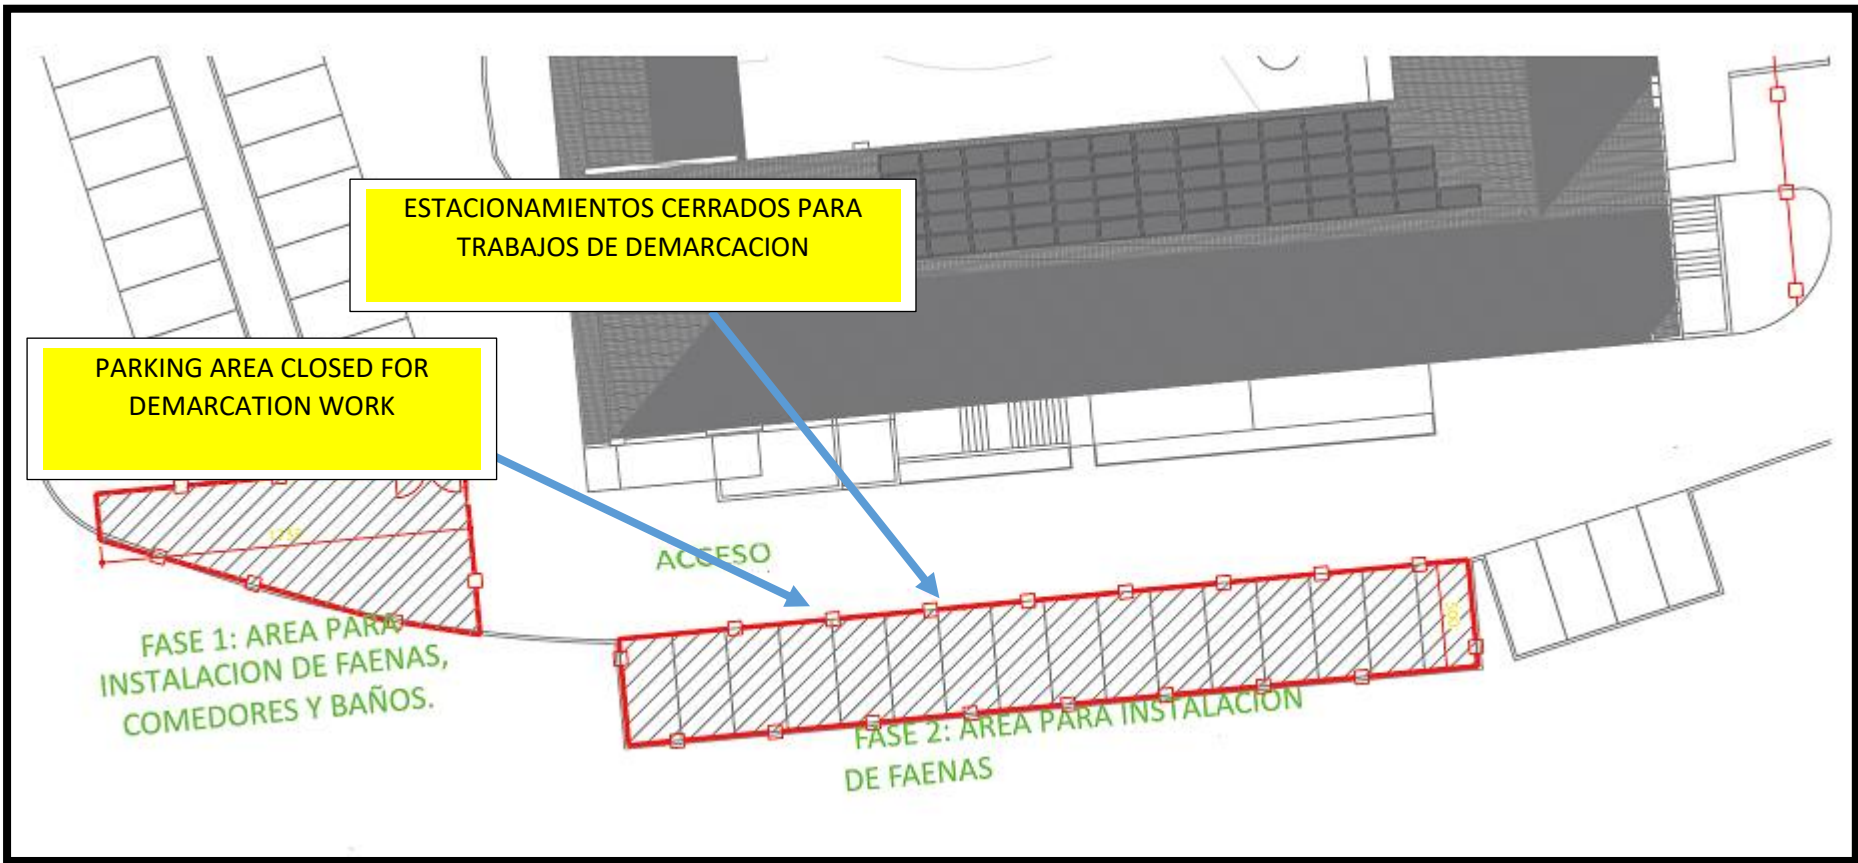 ESTACIONAMIENTOS CERRADOS PARA
TRABAJOS DE DEMARCACION
PARKING AREA CLOSED FOR
DEMARCATION WORK
ACCESO
FASE 1: AREA PARA
INSTALACION DE FAENAS,
COMEDORES Y BAÑOS.
FASE 2: AREA PARA INSTALACION
DE FAENAS